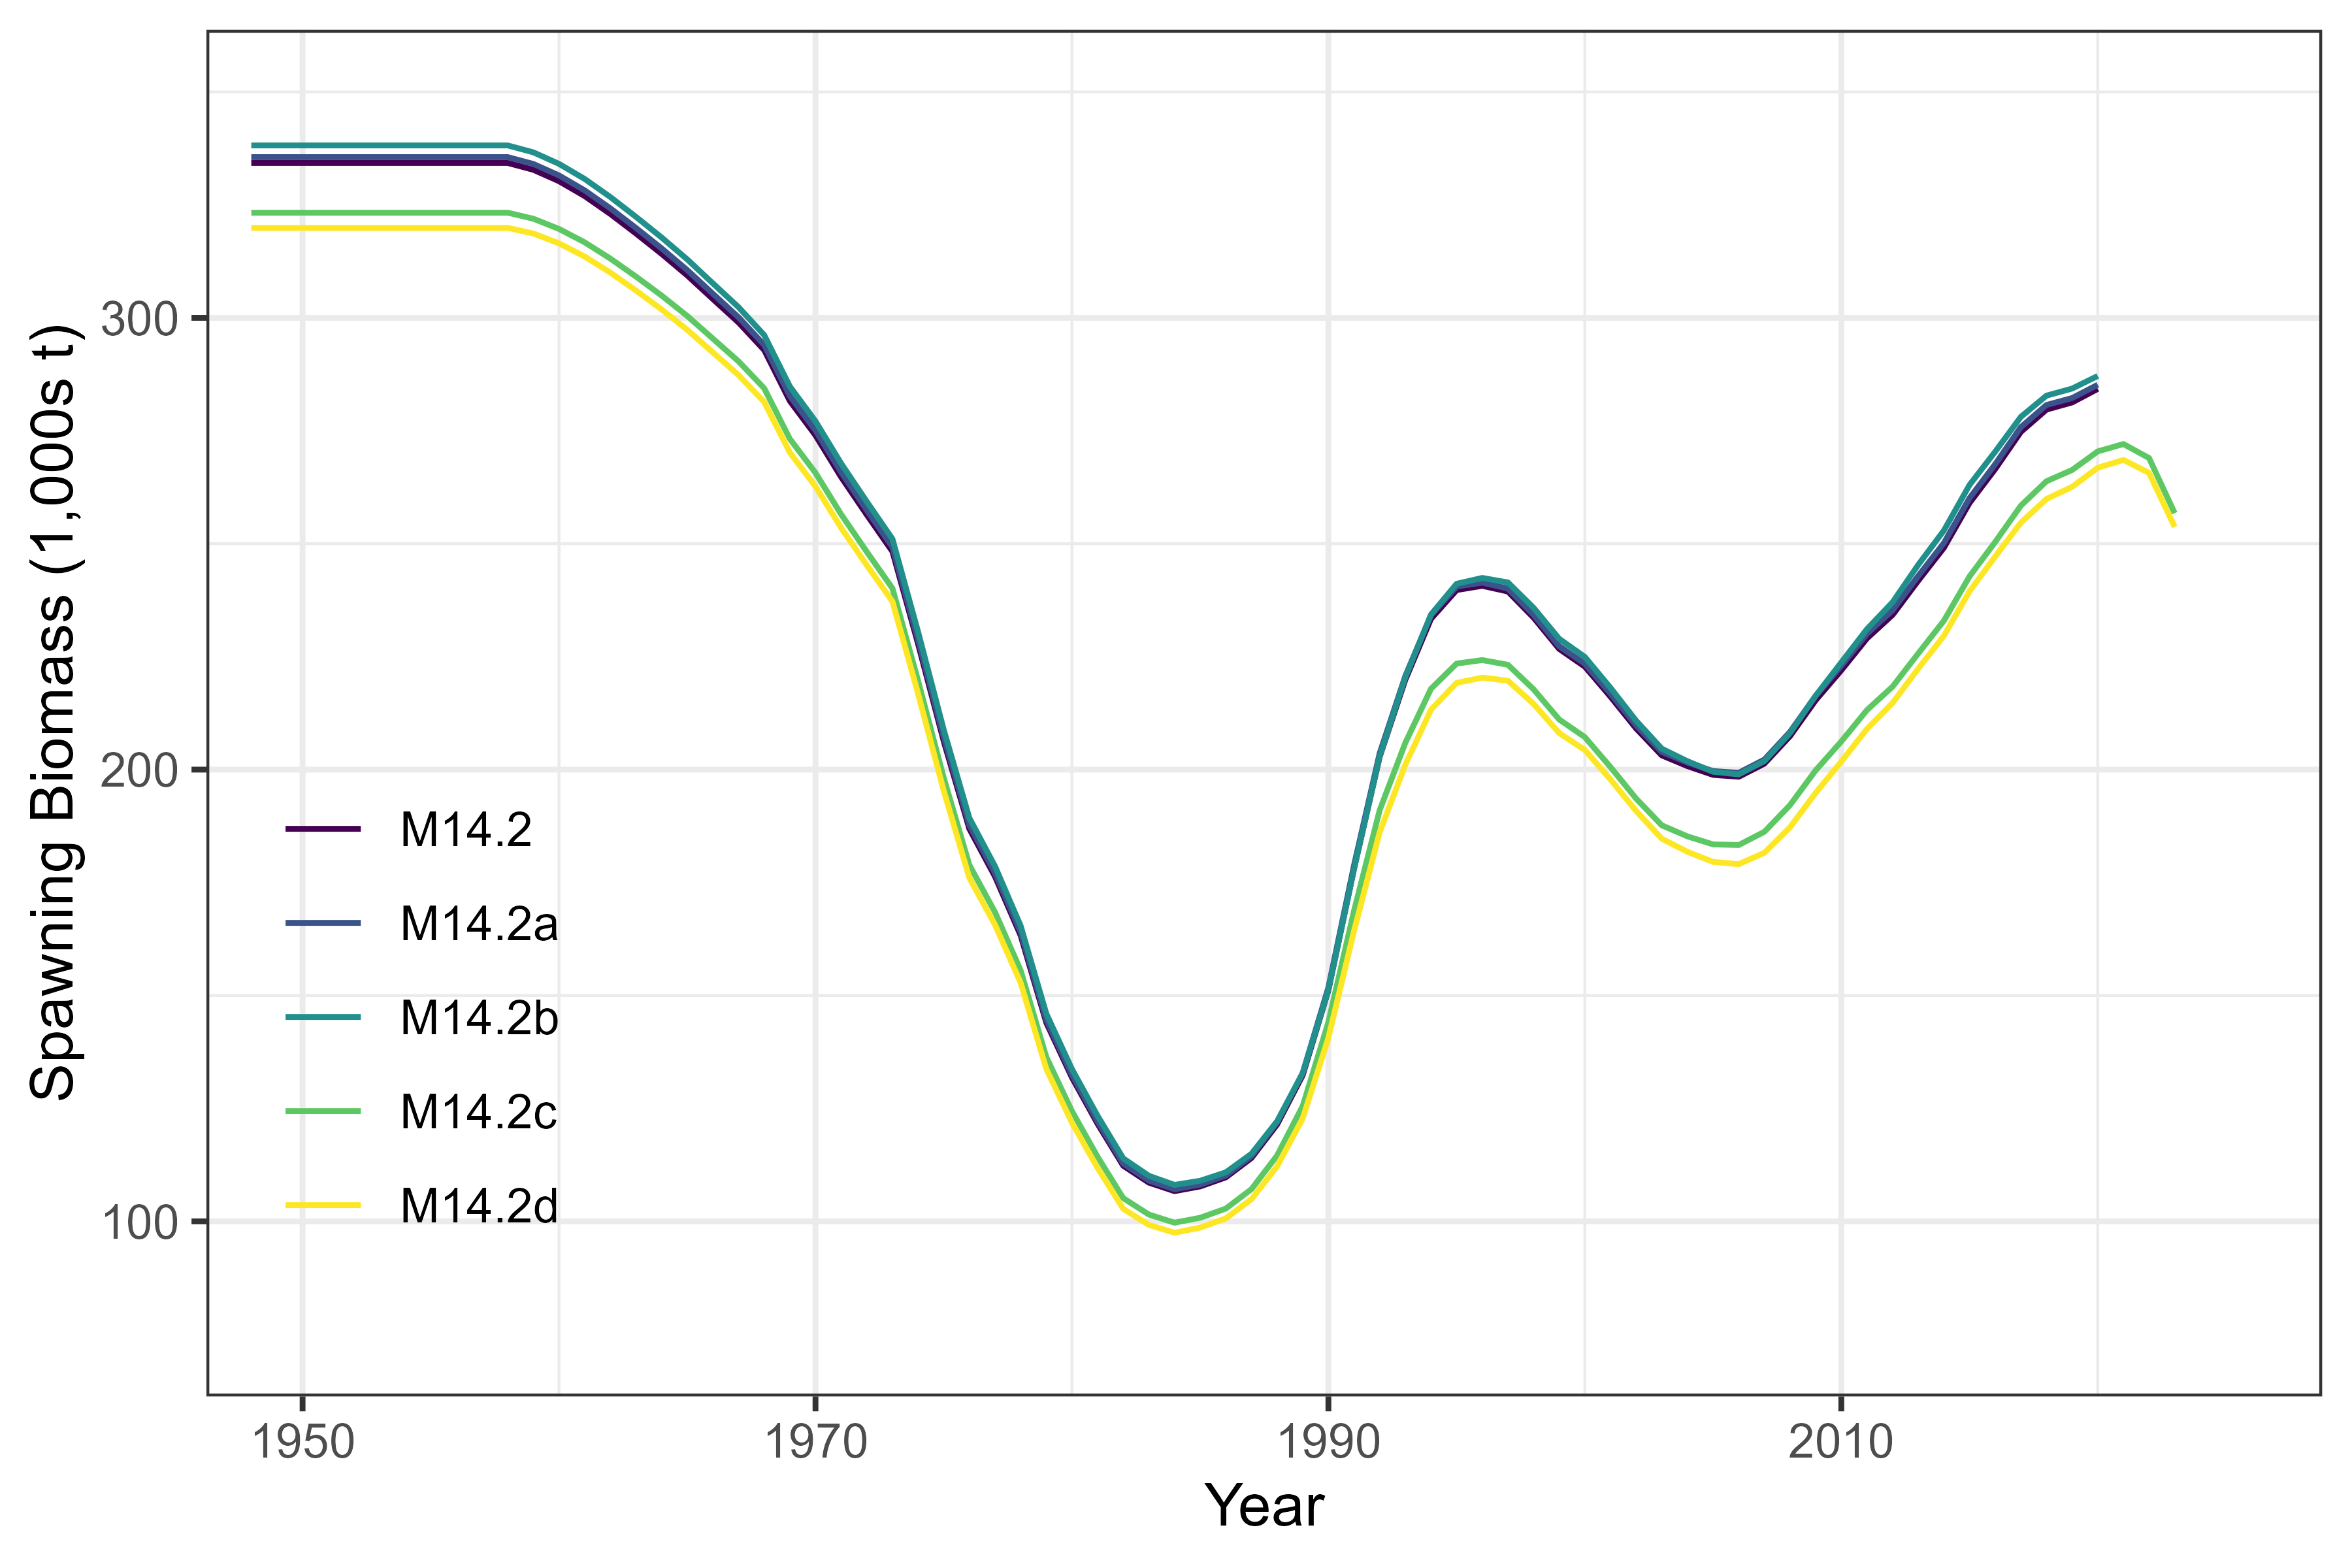 Spawning Biomass (1,000s t)
300
200
100
M14.2
M14.2a
M14.2b
M14.2c
M14.2d
1950 1970 1990 2010
Year